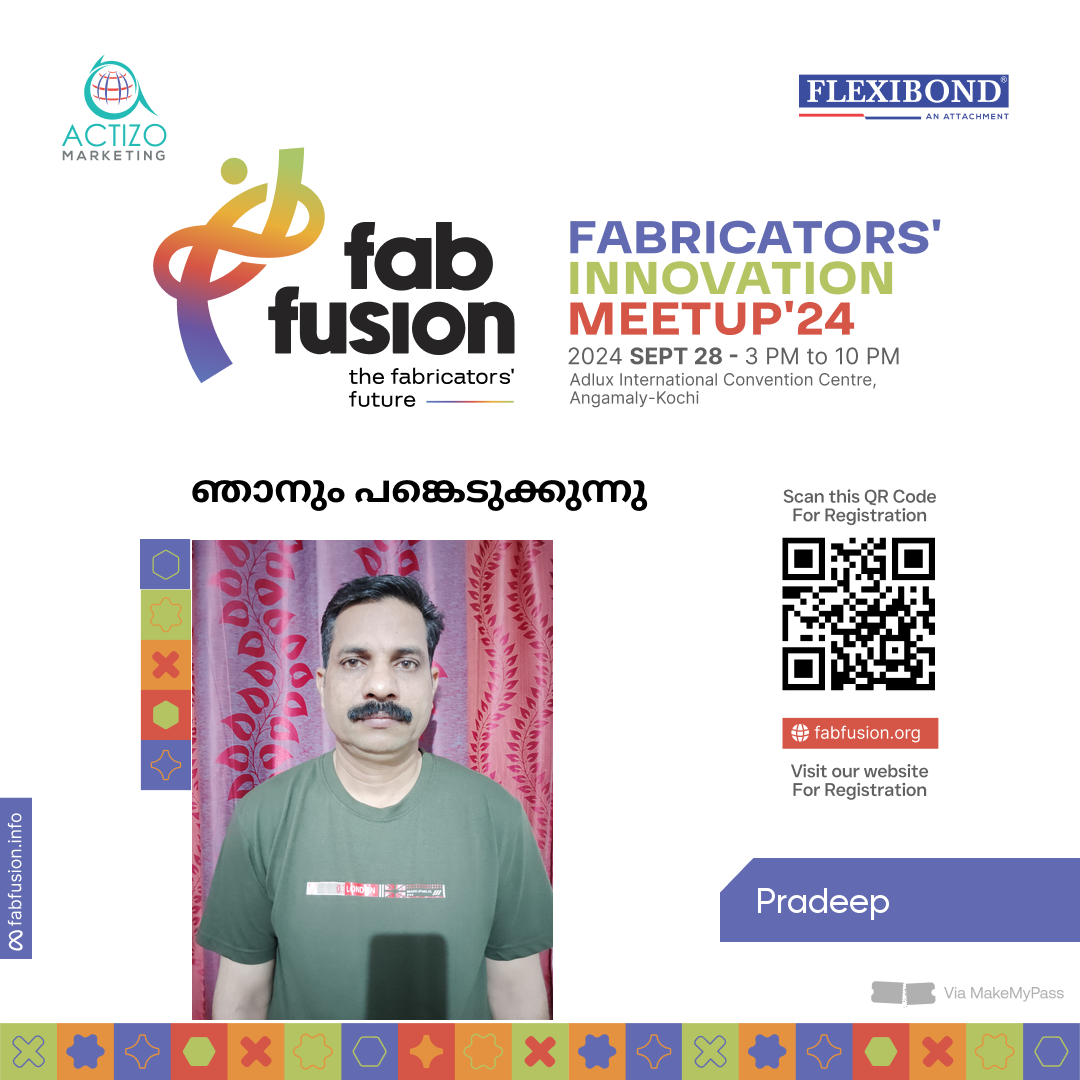 ACTIZO
MARKETING
FLEXIBOND®
AN ATTACHMENT
fab
fusion
the fabricators'
future
FABRICATORS'
INNOVATION
MEETUP'24
2024 SEPT 28 - 3 PM to 10 PM
Adlux International Convention Centre,
Angamaly-Kochi
ഞാനും പങ്കെടുക്കുന്നു
Scan this QR Code
For Registration
fabfusion.org
Visit our website
For Registration
LONDON
fabfusion.info
Pradeep
Via MakeMyPass